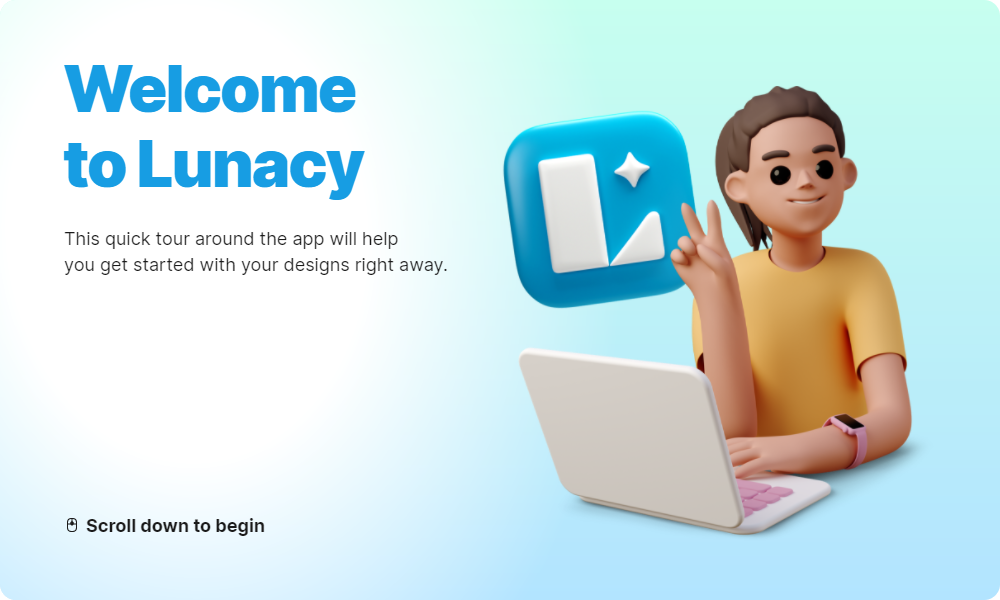 Welcome
to Lunacy
This quick tour around the app will help
you get started with your designs right away.
Scroll down to begin